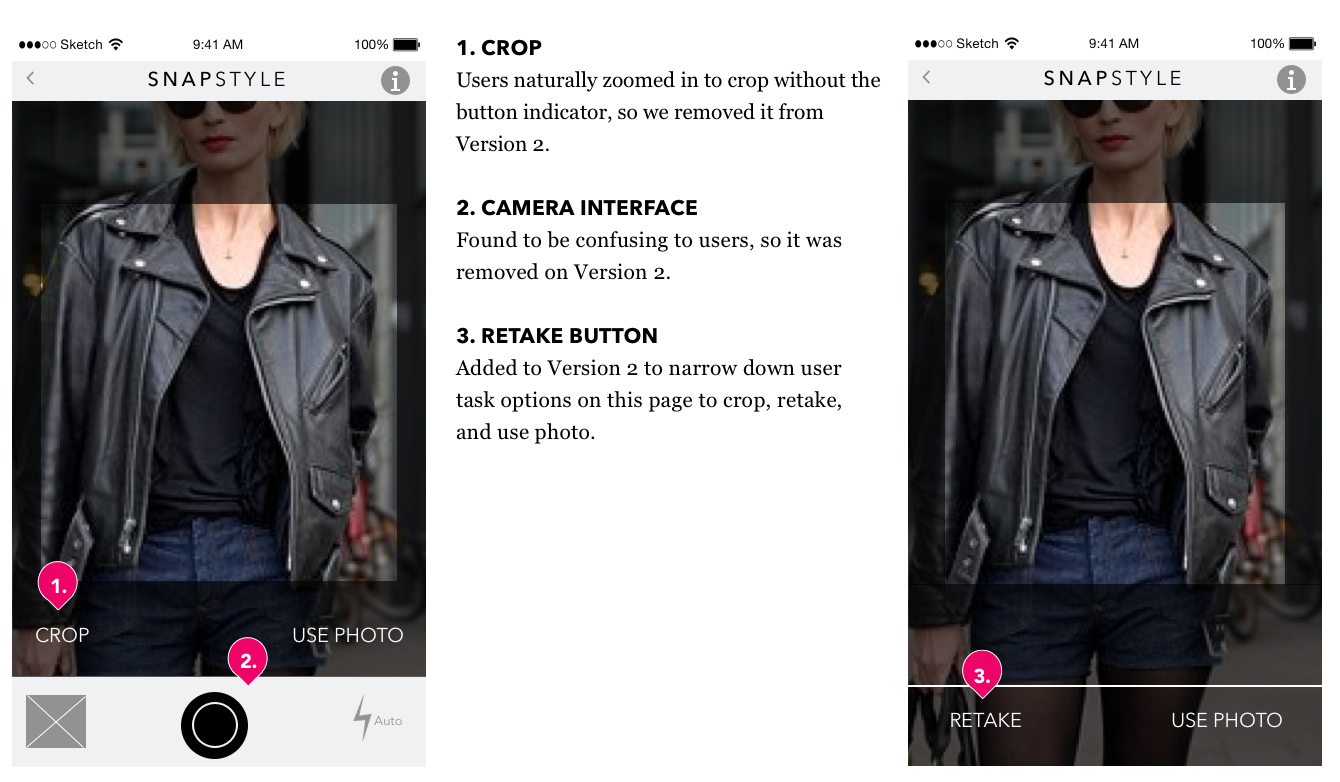 ●●●○○ Sketch 9:41 AM 100%
SNAPSTYLE
1.
CROP USE PHOTO
2.
Auto
1. CROP
Users naturally zoomed in to crop without the
button indicator, so we removed it from
Version 2.
2. CAMERA INTERFACE
Found to be confusing to users, so it was
removed on Version 2.
3. RETAKE BUTTON
Added to Version 2 to narrow down user
task options on this page to crop, retake,
and use photo.
●●●○○ Sketch 9:41 AM 100%
SNAPSTYLE
3.
RETAKE USE PHOTO